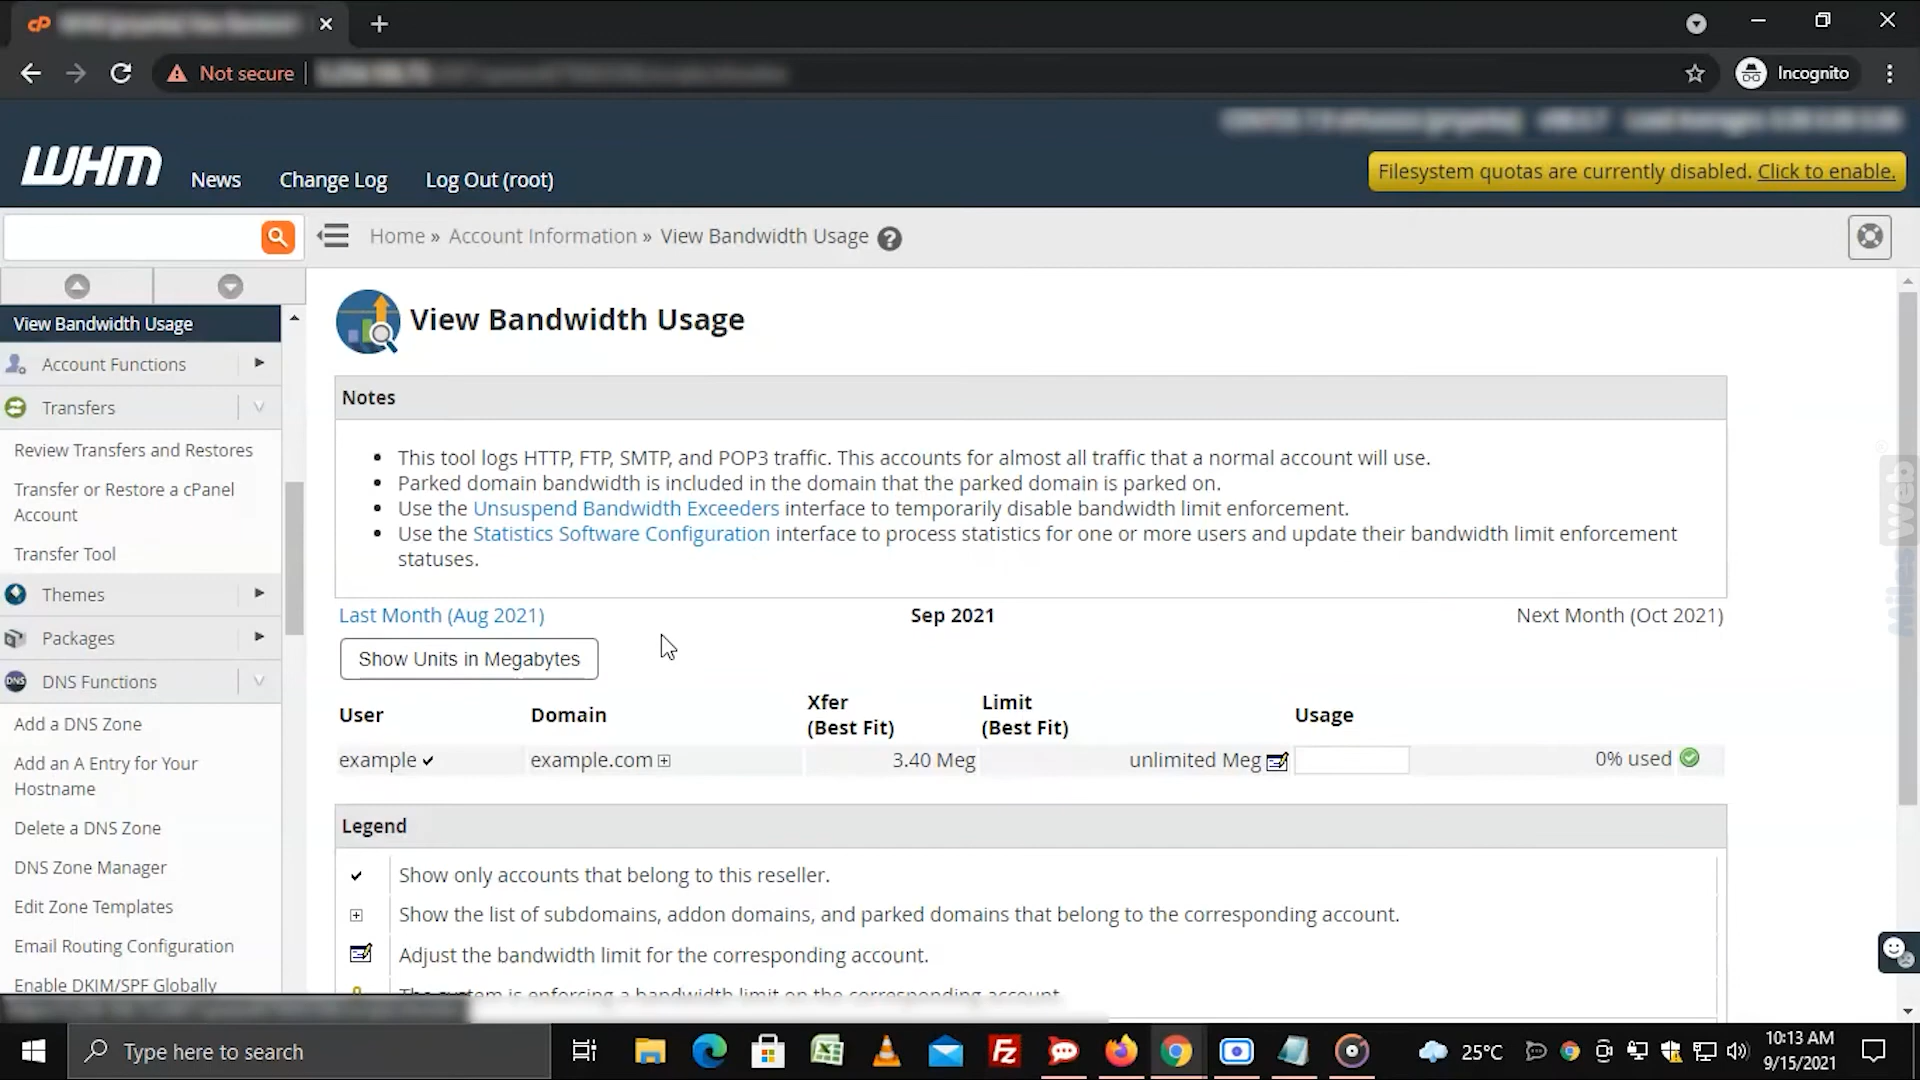 Not secure
Incognito
WHM
News
Change Log
Log Out (root)
Filesystem quotas are currently disabled. Click to enable.
Home » Account Information » View Bandwidth Usage
View Bandwidth Usage
Account Functions
Transfers
Review Transfers and Restores
Transfer or Restore a cPanel
Account
Transfer Tool
Themes
Packages
DNS Functions
Add a DNS Zone
Add an A Entry for Your
Hostname
Delete a DNS Zone
DNS Zone Manager
Edit Zone Templates
Email Routing Configuration
Enable DKIM/SPF Globally
View Bandwidth Usage
Notes
This tool logs HTTP, FTP, SMTP, and POP3 traffic. This accounts for almost all traffic that a normal account will use.
Parked domain bandwidth is included in the domain that the parked domain is parked on.
Use the Unsuspend Bandwidth Exceeders interface to temporarily disable bandwidth limit enforcement.
Use the Statistics Software Configuration interface to process statistics for one or more users and update their bandwidth limit enforcement
statuses.
Last Month (Aug 2021)
Sep 2021
Next Month (Oct 2021)
Show Units in Megabytes
User
Domain
Xfer
(Best Fit)
Limit
(Best Fit)
Usage
example
example.com
3.40 Meg
unlimited Meg
0% used
Legend
Show only accounts that belong to this reseller.
Show the list of subdomains, addon domains, and parked domains that belong to the corresponding account.
Adjust the bandwidth limit for the corresponding account.
The system is enforcing a bandwidth limit on the corresponding account.
MilesWeb
Type here to search
25°C
10:13 AM
9/15/2021